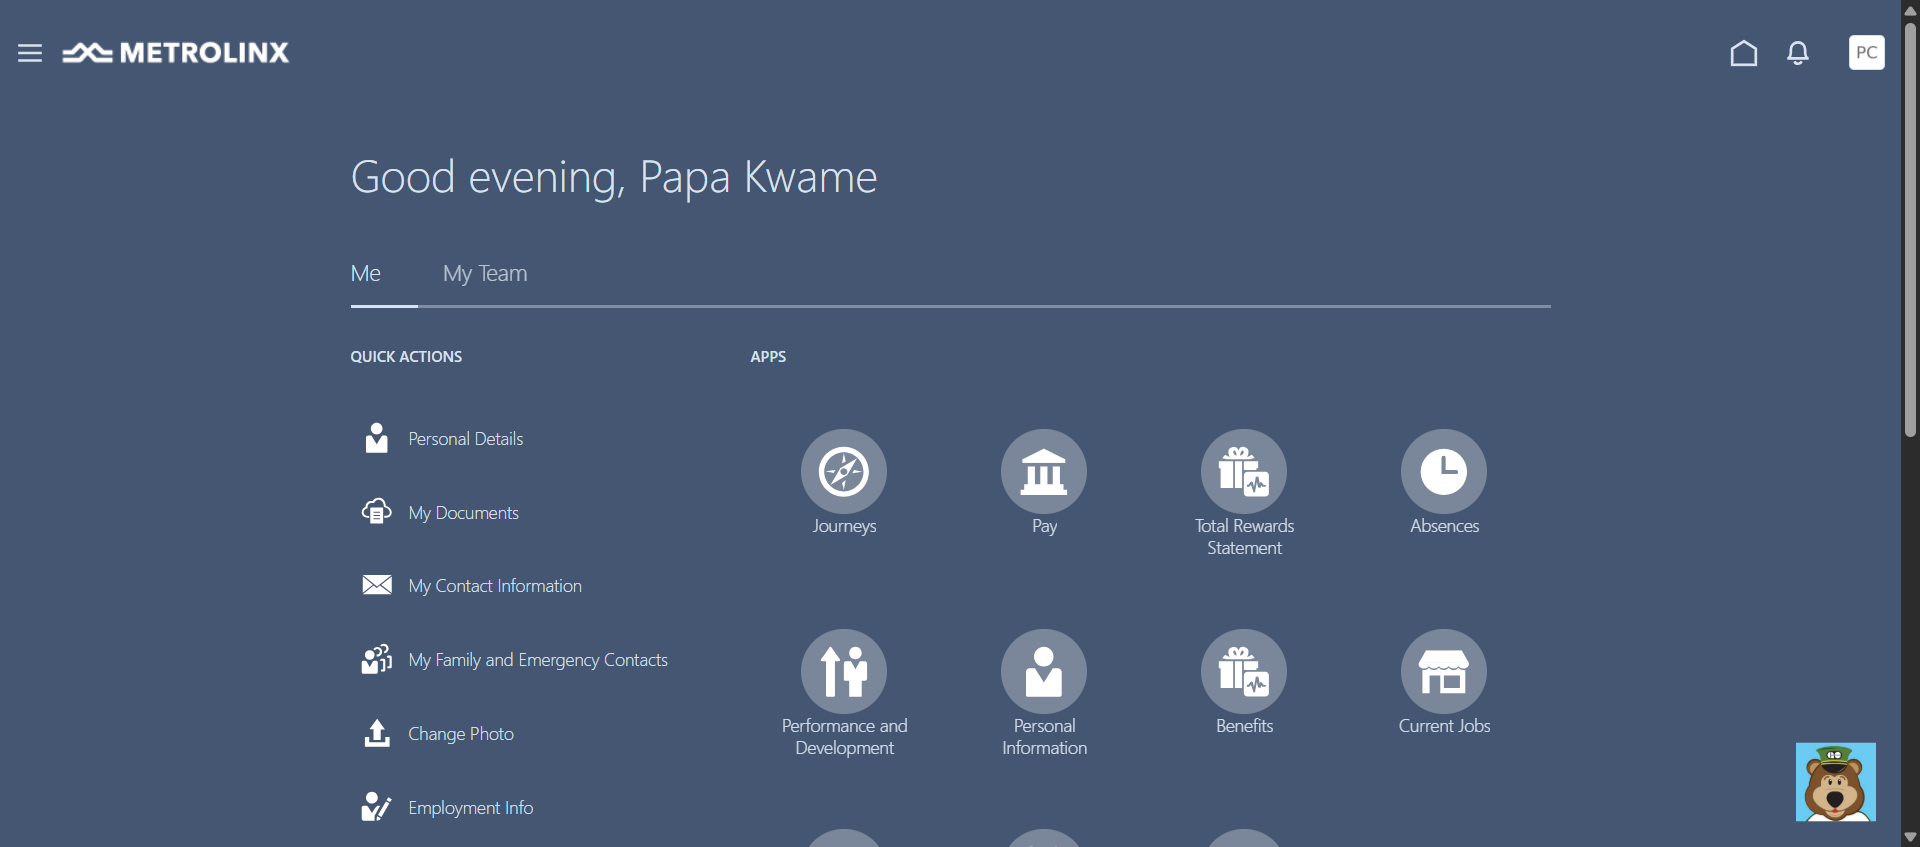 METROLINX
PC
Good evening, Papa Kwame
Me
My Team
QUICK ACTIONS
Personal Details
My Documents
My Contact Information
My Family and Emergency Contacts
Change Photo
Employment Info
APPS
Journeys
Pay
Total Rewards
Statement
Absences
Performance and
Development
Personal
Information
Benefits
Current Jobs
GO